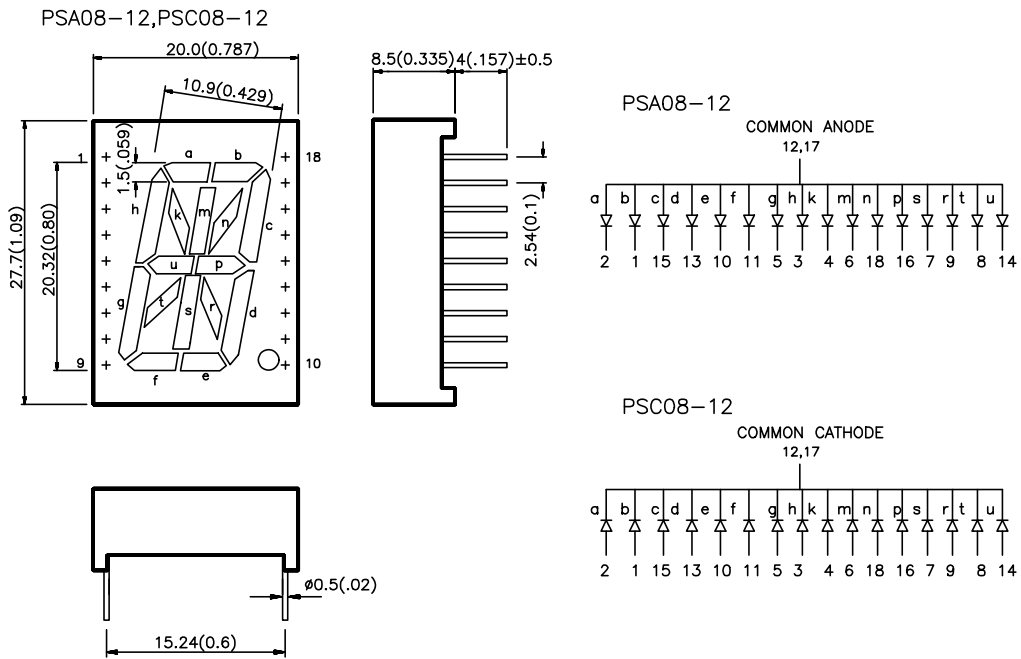 PSA08-12,PSC08-12
20.0(0.787)
8.5(0.335)
4(.157)±0.5
10.9(0.429)
PSA08-12
COMMON ANODE
12,17
1
18
1.5(.059)
a
b
h
k
m
n
c
u
p
g
t
s
r
d
f
e
9
10
27.7(1.09)
20.32(0.80)
2.54(0.1)
a b c d e f g h k m n p s r t u
2 1 15 13 10 11 5 3 4 6 18 16 7 9 8 14
PSC08-12
COMMON CATHODE
12,17
a b c d e f g h k m n p s r t u
2 1 15 13 10 11 5 3 4 6 18 16 7 9 8 14
ø0.5(.02)
15.24(0.6)